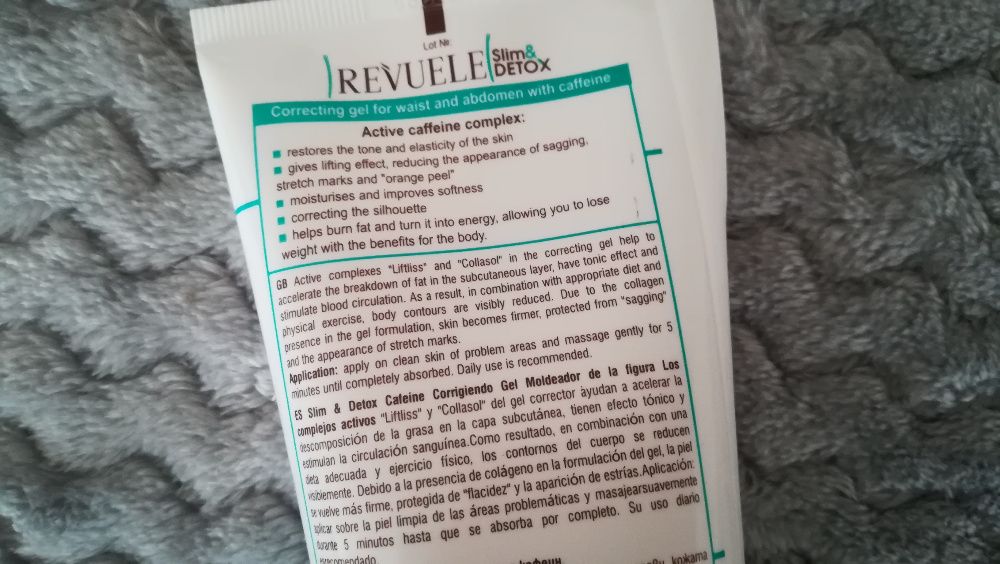 Lot №:
REVUELE Slim&
DETOX
Correcting gel for waist and abdomen with caffeine
Active caffeine complex:
restores the tone and elasticity of the skin
gives lifting effect, reducing the appearance of sagging,
stretch marks and "orange peel"
moisturises and improves softness
correcting the silhouette
helps burn fat and turn it into energy, allowing you to lose
weight with the benefits for the body.
GB Active complexes "Liftliss" and "Collasol" in the correcting gel help to
accelerate the breakdown of fat in the subcutaneous layer, have tonic effect and
stimulate blood circulation. As a result, in combination with appropriate diet and
physical exercise, body contours are visibly reduced. Due to the collagen
presence in the gel formulation, skin becomes firmer, protected from "sagging"
and the appearance of stretch marks.
Application: apply on clean skin of problem areas and massage gently for 5
minutes until completely absorbed. Daily use is recommended.
ES Slim & Detox Cafeine Corrigiendo Gel Moldeador de la figura Los
complejos activos "Liftliss" y "Collasol" del gel corrector ayudan a acelerar la
descomposición de la grasa en la capa subcutánea, tienen efecto tónico y
estimulan la circulación sanguínea.Como resultado, en combinación con una
dieta adecuada y ejercicio físico, los contornos del cuerpo se reducen
visiblemente. Debido a la presencia de colágeno en la formulación del gel, la piel
se vuelve más firme, protegida de "flacidez" y la aparición de estrías.Aplicación:
aplicar sobre la piel limpia de las áreas problemáticas y masajearsuavemente
durante 5 minutos hasta que se absorba por completo. Su uso diario
recomendado
кожата